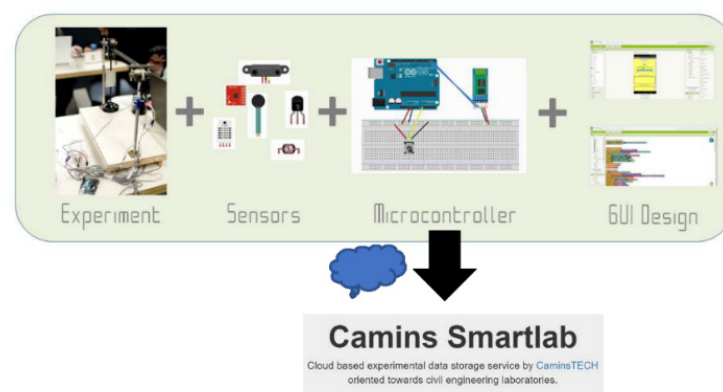 Experiment
Sensors
Microcontroller
GUI Design
Camins Smartlab
Cloud based experimental data storage service by CaminsTECH
oriented towards civil engineering laboratories.